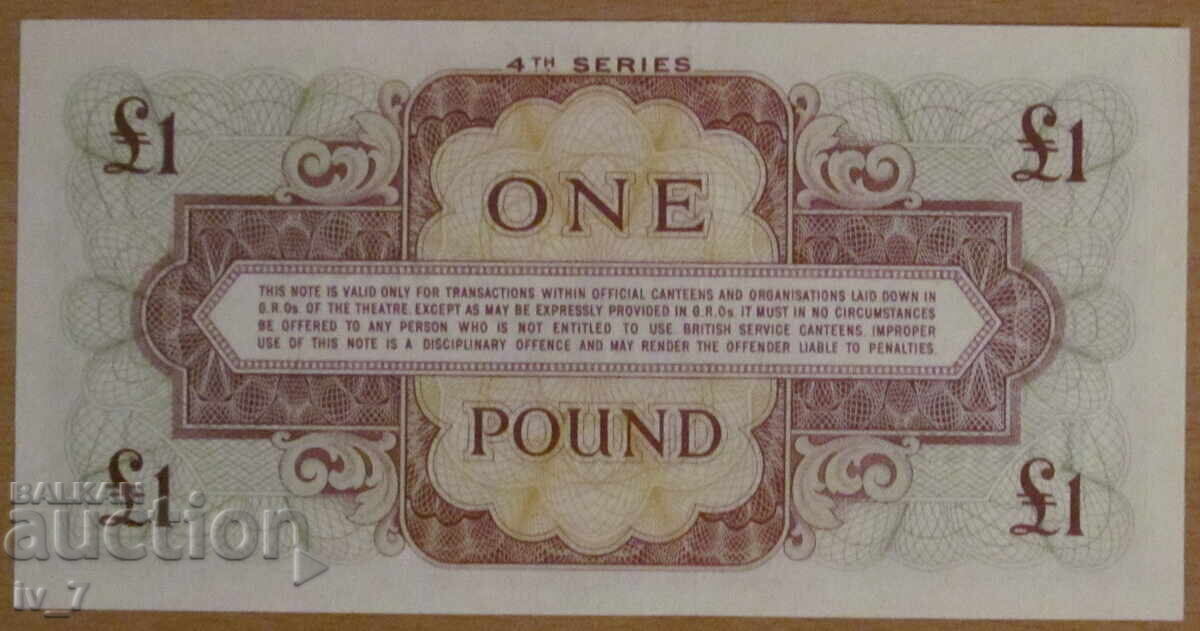 4TH SERIES
£1 £1
ONE
THIS NOTE IS VALID ONLY FOR TRANSACTIONS WITHIN OFFICIAL CANTEENS AND ORGANISATIONS LAID DOWN IN
G.R.Os. OF THE THEATRE. EXCEPT AS MAY BE EXPRESSLY PROVIDED IN G.R.Os. IT MUST IN NO CIRCUMSTANCES
BE OFFERED TO ANY PERSON WHO IS NOT ENTITLED TO USE BRITISH SERVICE CANTEENS. IMPROPER
USE OF THIS NOTE IS A DISCIPLINARY OFFENCE AND MAY RENDER THE OFFENDER LIABLE TO PENALTIES.
POUND
£1 £1
BALKAN
auction
iv_7